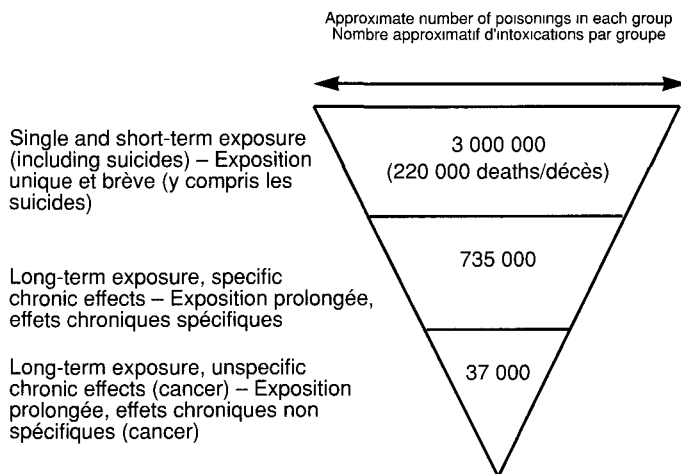 Approximate number of poisonings in each group
Nombre approximatif d'intoxications par groupe
Single and short-term exposure
(including suicides) – Exposition
unique et brève (y compris les
suicides)
3 000 000
(220 000 deaths/décès)
Long-term exposure, specific
chronic effects – Exposition prolongée,
effets chroniques spécifiques
735 000
Long-term exposure, unspecific
chronic effects (cancer) – Exposition
prolongée, effets chroniques non
spécifiques (cancer)
37 000